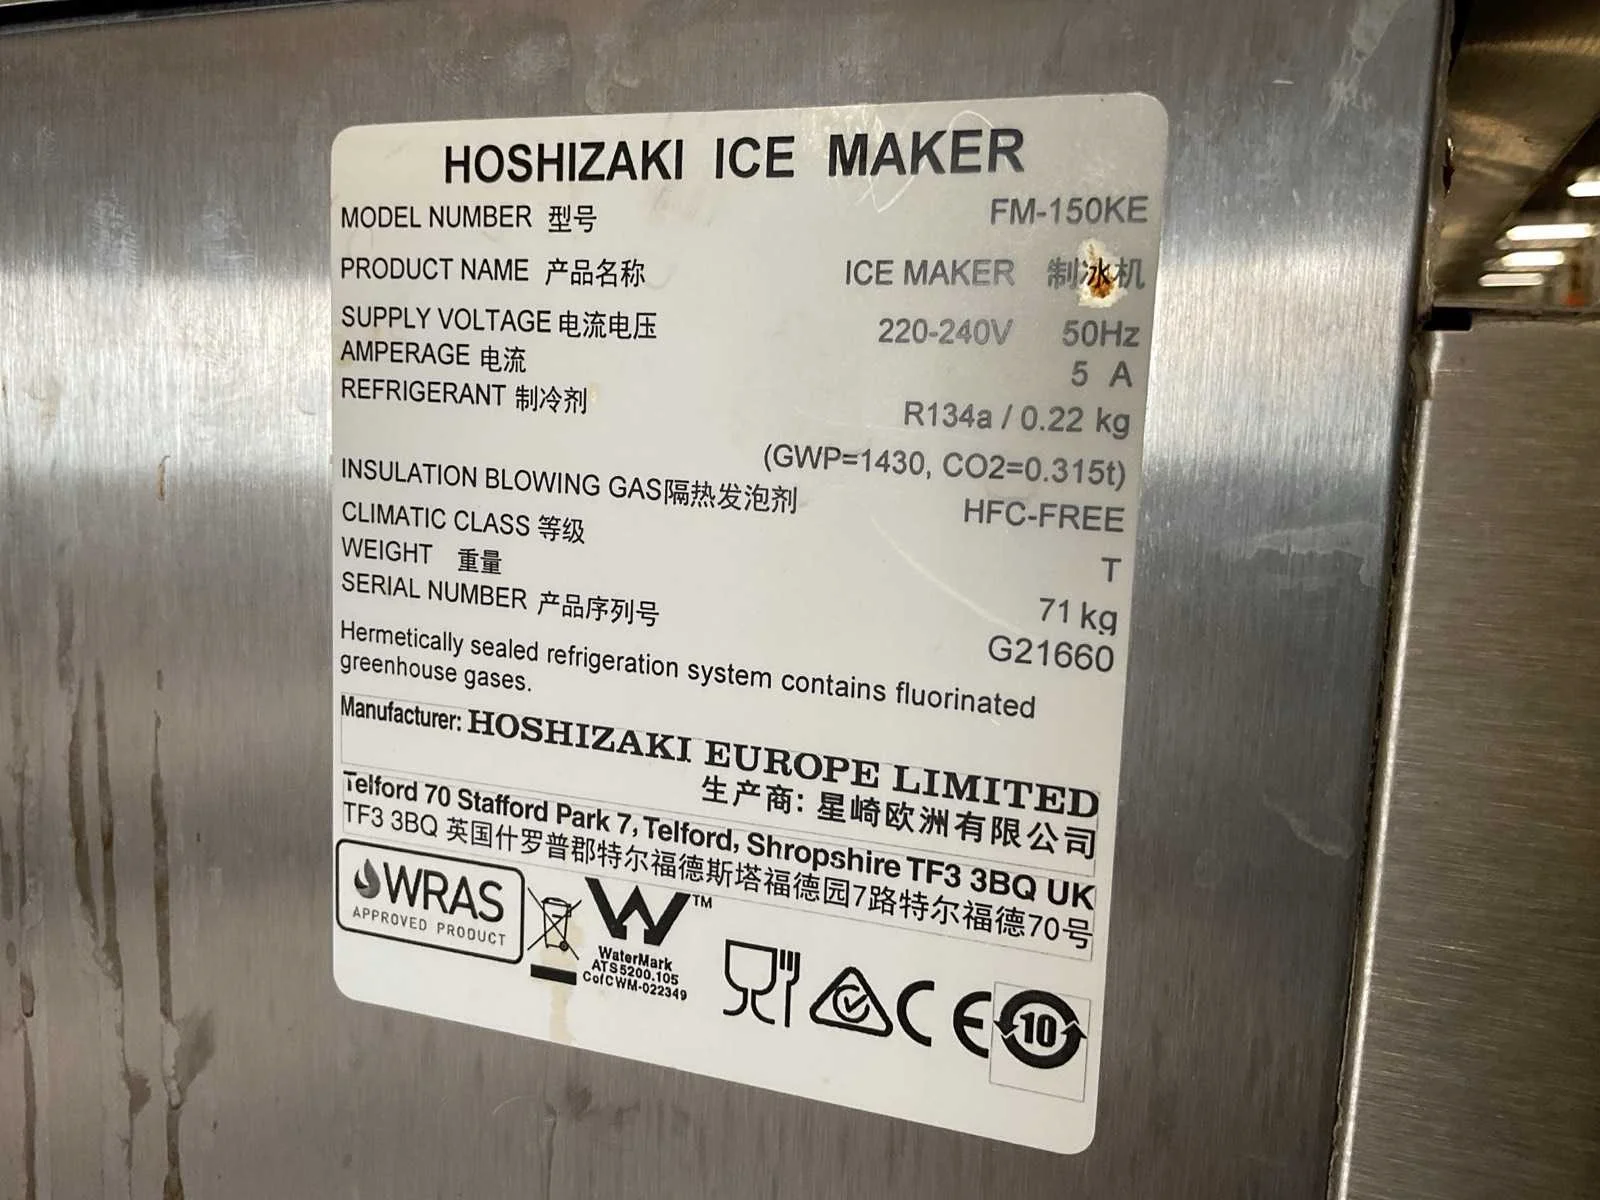 HOSHIZAKI ICE MAKER
MODEL NUMBER 型号 FM-150KE
PRODUCT NAME 产品名称 ICE MAKER 制冰机
SUPPLY VOLTAGE 电流电压 220-240V 50Hz
AMPERAGE 电流 5 A
REFRIGERANT 制冷剂 R134a / 0.22 kg
(GWP=1430, CO2=0.315t)
INSULATION BLOWING GAS隔热发泡剂 HFC-FREE
CLIMATIC CLASS 等级 T
WEIGHT 重量 71 kg
SERIAL NUMBER 产品序列号 G21660
Hermetically sealed refrigeration system contains fluorinated
greenhouse gases.
Manufacturer: HOSHIZAKI EUROPE LIMITED
生产商: 星崎欧洲有限公司
Telford 70 Stafford Park 7, Telford, Shropshire TF3 3BQ UK
TF3 3BQ 英国什罗普郡特尔福德斯塔福德园7路特尔福德70号
WRAS
APPROVED PRODUCT
TM
WaterMark
ATS5200.105
CofCWM-022349
CE
10